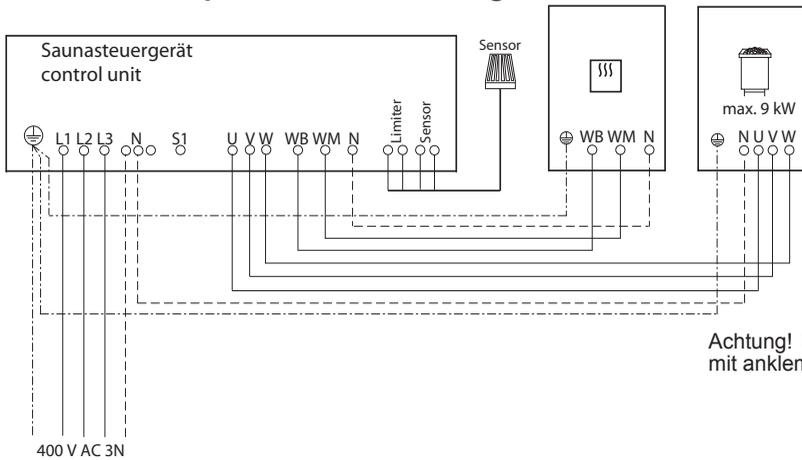 Saunasteuergerät
control unit
Sensor
max. 9 kW
L1 L2 L3 N S1 U V W WB WM N Limiter Sensor
WB WM N
N U V W
Achtung!
mit
400 V AC 3N